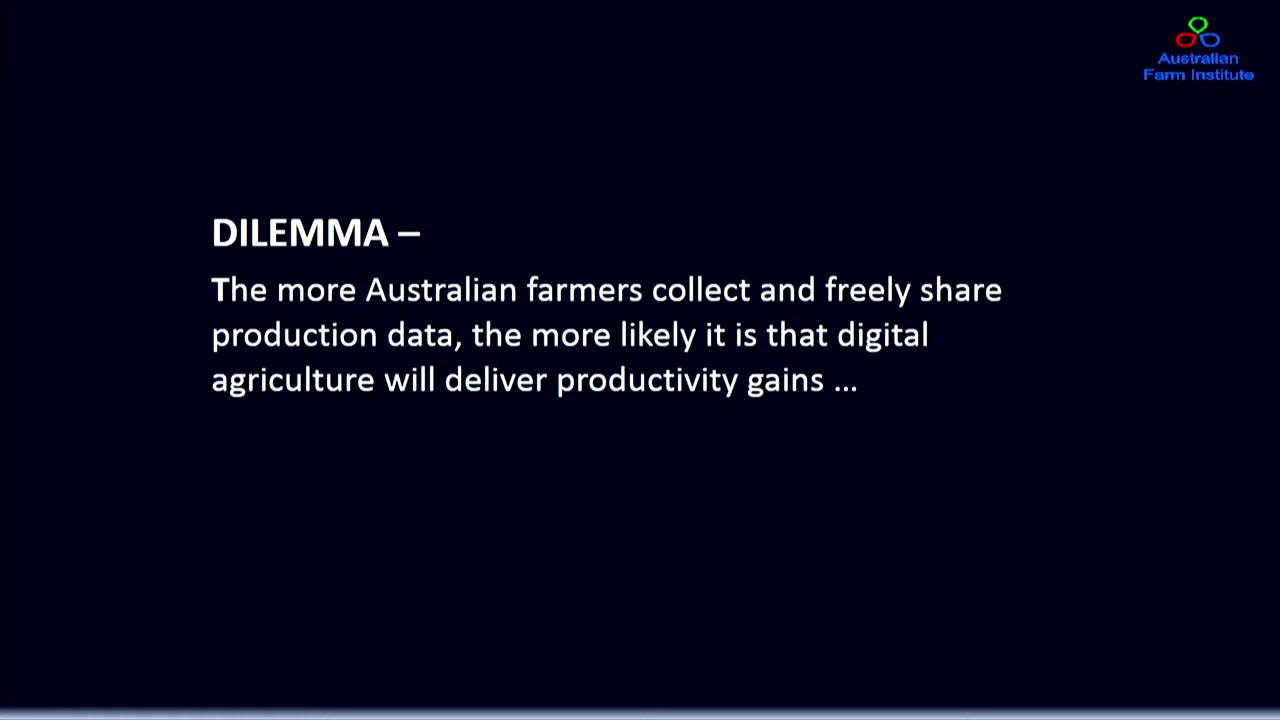 Australian
Farm Institute
DILEMMA –
The more Australian farmers collect and freely share
production data, the more likely it is that digital
agriculture will deliver productivity gains ...